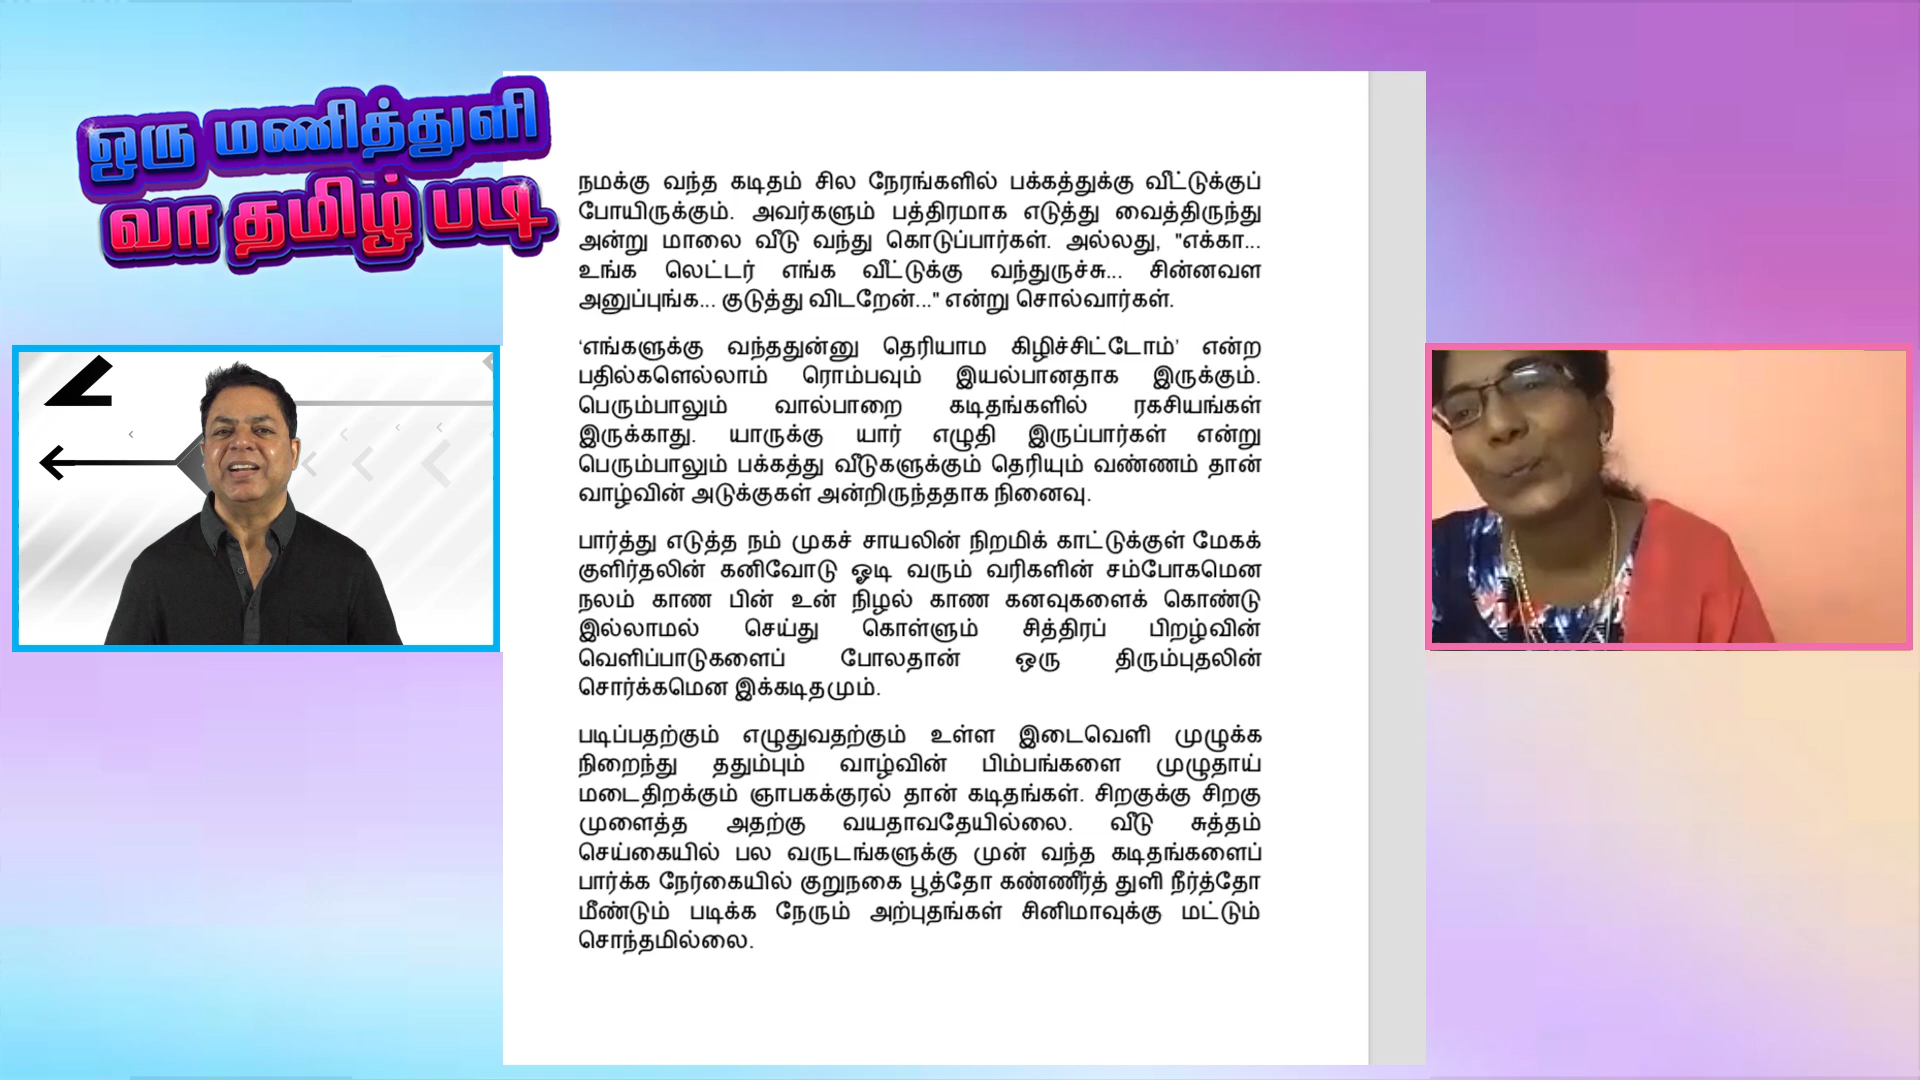 ஒரு மணித்துளி
வா தமிழ் படி
நமக்கு வந்த கடிதம் சில நேரங்களில் பக்கத்துக்கு வீட்டுக்குப்
போயிருக்கும். அவர்களும் பத்திரமாக எடுத்து வைத்திருந்து
அன்று மாலை வீடு வந்து கொடுப்பார்கள். அல்லது, "எக்கா...
உங்க லெட்டர் எங்க வீட்டுக்கு வந்துருச்சு... சின்னவள
அனுப்புங்க... குடுத்து விடறேன்..." என்று சொல்வார்கள்.
‘எங்களுக்கு வந்ததுன்னு தெரியாம கிழிச்சிட்டோம்’ என்ற
பதில்களெல்லாம் ரொம்பவும் இயல்பானதாக இருக்கும்.
பெரும்பாலும் வால்பாறை கடிதங்களில் ரகசியங்கள்
இருக்காது. யாருக்கு யார் எழுதி இருப்பார்கள் என்று
பெரும்பாலும் பக்கத்து வீடுகளுக்கும் தெரியும் வண்ணம் தான்
வாழ்வின் அடுக்குகள் அன்றிருந்ததாக நினைவு.
பார்த்து எடுத்த நம் முகச் சாயலின் நிறமிக் காட்டுக்குள் மேகக்
குளிர்தலின் கனிவோடு ஓடி வரும் வரிகளின் சம்போகமென
நலம் காண பின் உன் நிழல் காண கனவுகளைக் கொண்டு
இல்லாமல் செய்து கொள்ளும் சித்திரப் பிறழ்வின்
வெளிப்பாடுகளைப் போலதான் ஒரு திரும்புதலின்
சொர்க்கமென இக்கடிதமும்.
படிப்பதற்கும் எழுதுவதற்கும் உள்ள இடைவெளி முழுக்க
நிறைந்து ததும்பும் வாழ்வின் பிம்பங்களை முழுதாய்
மடைதிறக்கும் ஞாபகக்குரல் தான் கடிதங்கள். சிறகுக்கு சிறகு
முளைத்த அதற்கு வயதாவதேயில்லை. வீடு சுத்தம்
செய்கையில் பல வருடங்களுக்கு முன் வந்த கடிதங்களைப்
பார்க்க நேர்கையில் குறுநகை பூத்தோ கண்ணீர்த் துளி நீர்த்தோ
மீண்டும் படிக்க நேரும் அற்புதங்கள் சினிமாவுக்கு மட்டும்
சொந்தமில்லை.